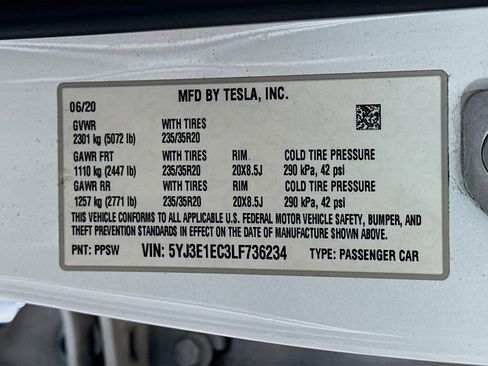 MFD BY TESLA, INC.
06/20
GVWR WITH TIRES
2301 kg (5072 lb) 235/35R20
GAWR FRT WITH TIRES RIM COLD TIRE PRESSURE
1110 kg (2447 lb) 235/35R20 20X8.5J 290 kPa, 42 psi
GAWR RR WITH TIRES RIM COLD TIRE PRESSURE
1257 kg (2771 lb) 235/35R20 20X8.5J 290 kPa, 42 psi
THIS VEHICLE CONFORMS TO ALL APPLICABLE U.S. FEDERAL MOTOR VEHICLE SAFETY, BUMPER, AND
THEFT PREVENTION STANDARDS IN EFFECT ON THE DATE OF MANUFACTURE SHOWN ABOVE.
PNT: PPSW VIN: 5YJ3E1EC3LF736234 TYPE: PASSENGER CAR